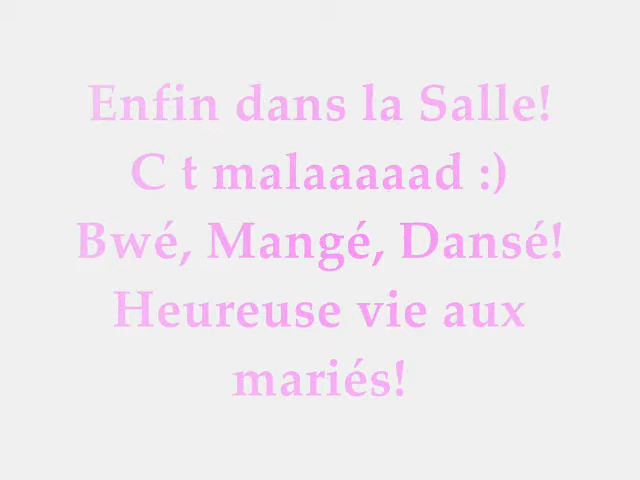 Enfin dans la Salle!
C t malaaaaad :)
Bwé, Mangé, Dansé!
Heureuse vie aux
mariés!